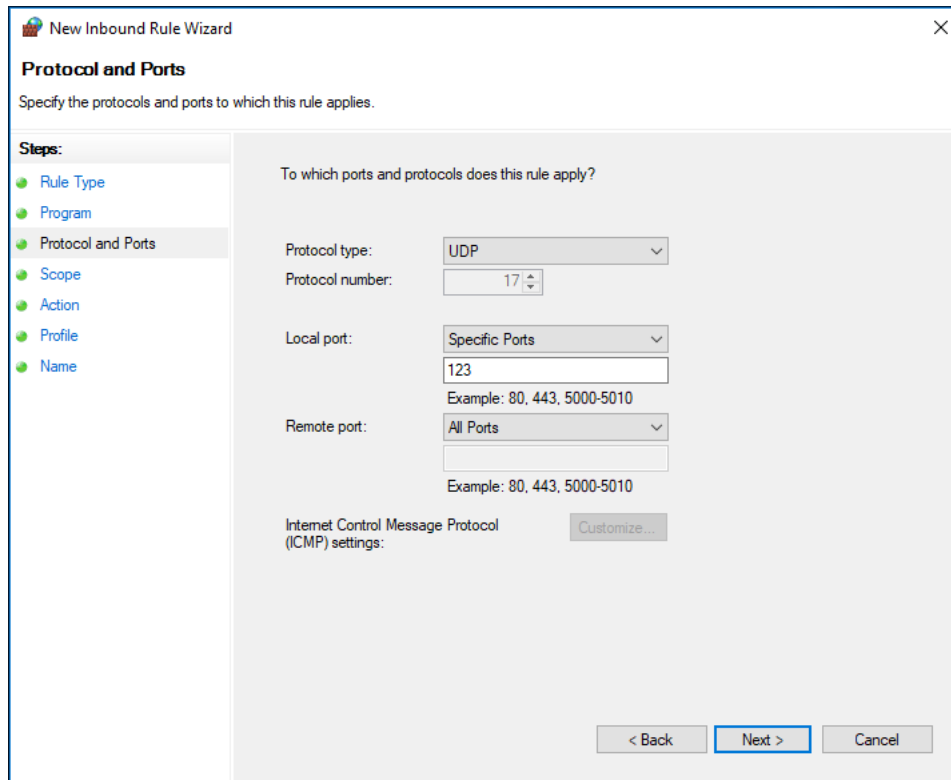 New Inbound Rule Wizard
Protocol and Ports
Specify the protocols and ports to which this rule applies.
Steps:
Rule Type
Program
Protocol and Ports
Scope
Action
Profile
Name
To which ports and protocols does this rule apply?
Protocol type: UDP
Protocol number: 17
Local port: Specific Ports
123
Example: 80, 443, 5000-5010
Remote port: All Ports
Example: 80, 443, 5000-5010
Internet Control Message Protocol
(ICMP) settings:
Customize...
< Back
Next >
Cancel